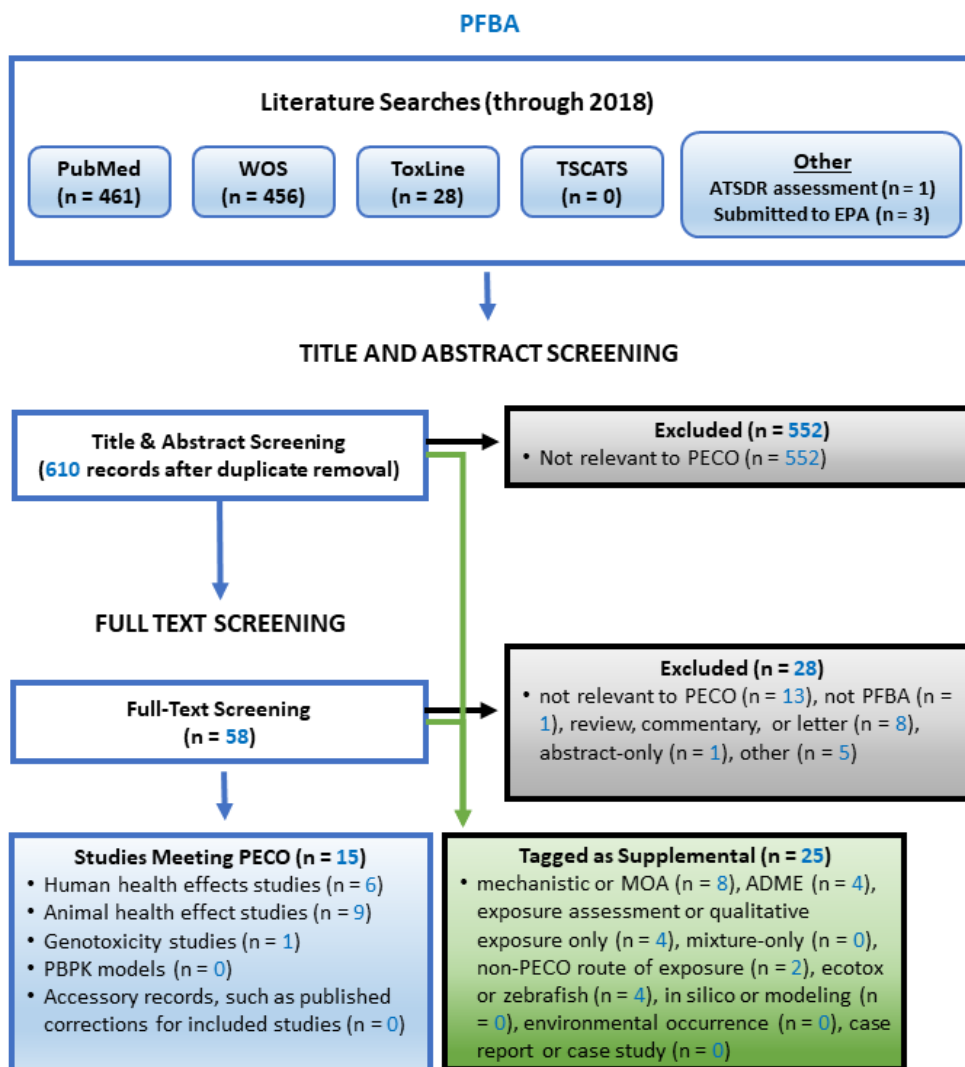 PFBA
Literature Searches (through 2018)
PubMed
(n = 461)
WOS
(n = 456)
ToxLine
(n = 28)
TSCATS
(n = 0)
Other
ATSDR assessment (n = 1)
Submitted to EPA (n = 3)
TITLE AND ABSTRACT SCREENING
Title & Abstract Screening
(610 records after duplicate removal)
Excluded (n = 552)
• Not relevant to PECO (n = 552)
FULL TEXT SCREENING
Full-Text Screening
(n = 58)
Excluded (n = 28)
• not relevant to PECO (n = 13), not PFBA (n =
1), review, commentary, or letter (n = 8),
abstract-only (n = 1), other (n = 5)
Studies Meeting PECO (n = 15)
• Human health effects studies (n = 6)
• Animal health effect studies (n = 9)
• Genotoxicity studies (n = 1)
• PBPK models (n = 0)
• Accessory records, such as published
corrections for included studies (n = 0)
Tagged as Supplemental (n = 25)
• mechanistic or MOA (n = 8), ADME (n = 4),
exposure assessment or qualitative
exposure only (n = 4), mixture-only (n = 0),
non-PECO route of exposure (n = 2), ecotox
or zebrafish (n = 4), in silico or modeling (n
= 0), environmental occurrence (n = 0), case
report or case study (n = 0)